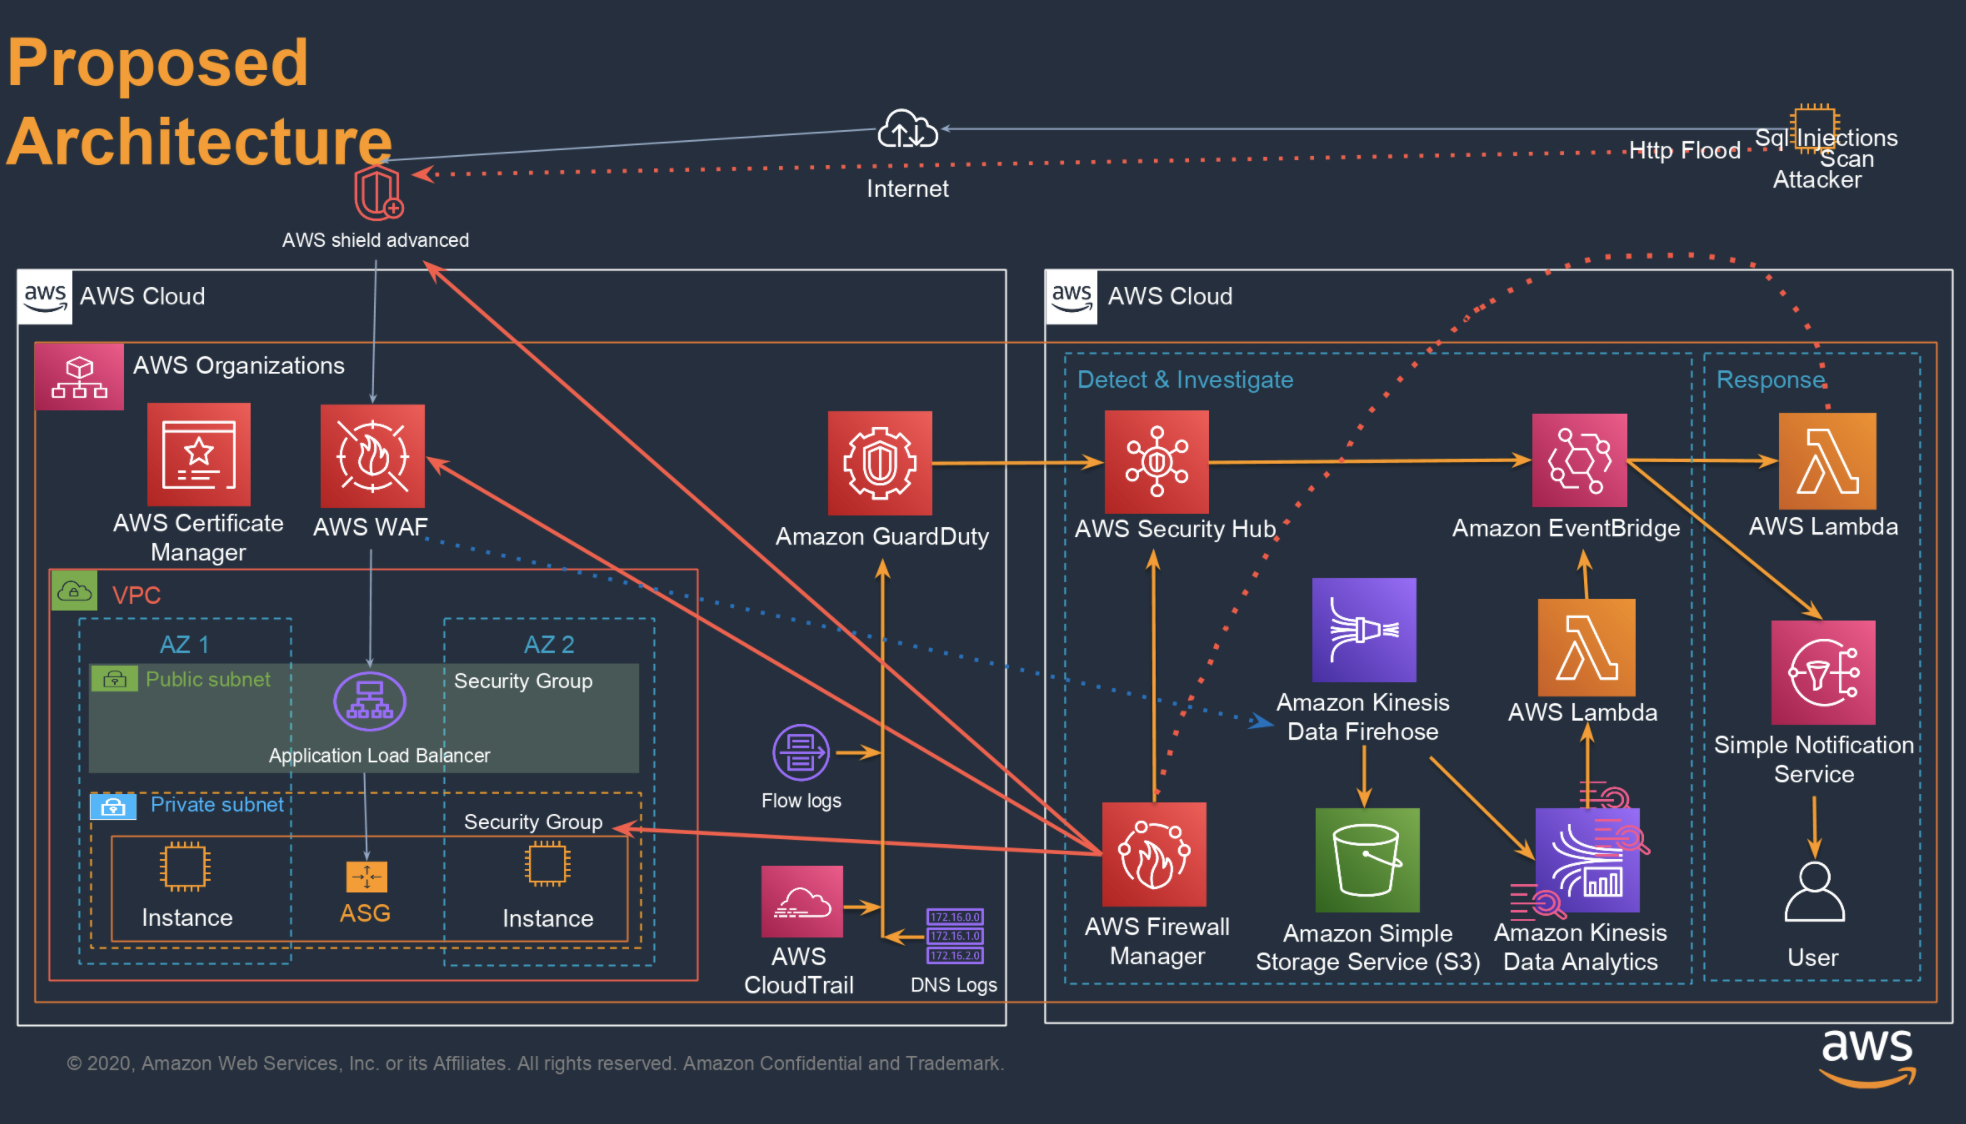 Proposed
Architecture
Sql Injections
Http Flood
Scan
Attacker
Internet
AWS shield advanced
aws
AWS Cloud
aws
AWS Cloud
AWS Organizations
Detect & Investigate
Response
AWS Certificate
Manager
AWS WAF
Amazon GuardDuty
AWS Security Hub
Amazon EventBridge
AWS Lambda
VPC
AZ 1
AZ 2
Public subnet
Security Group
Application Load Balancer
Amazon Kinesis
Data Firehose
AWS Lambda
Simple Notification
Service
Flow logs
Private subnet
Security Group
Instance
ASG
Instance
AWS
CloudTrail
172.16.0.0
172.16.1.0
172.16.2.0
DNS Logs
AWS Firewall
Manager
Amazon Simple
Storage Service (S3)
Amazon Kinesis
Data Analytics
User
© 2020, Amazon Web Services, Inc. or its Affiliates. All rights reserved. Amazon Confidential and Trademark.
aws